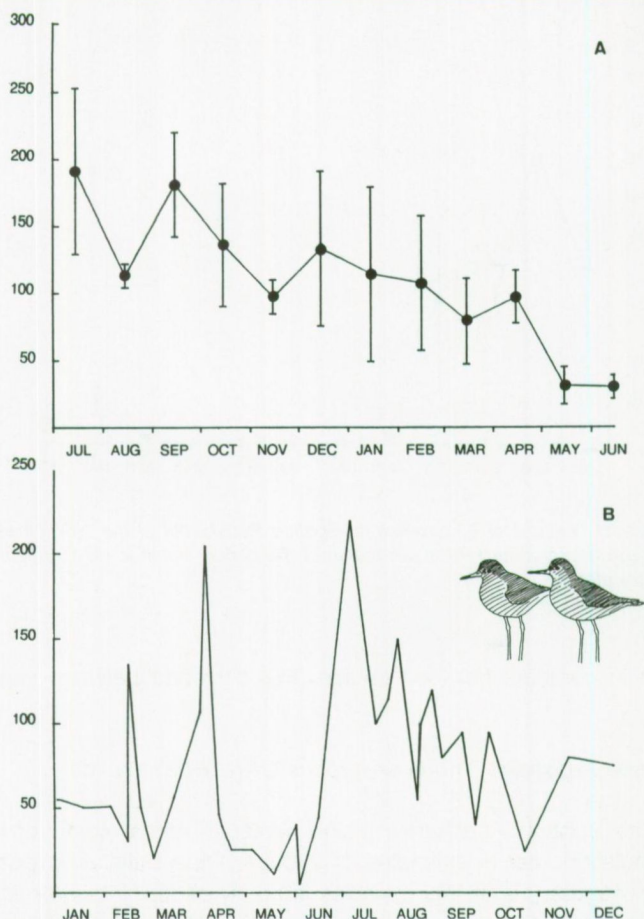 300
A
250
200
150
100
50
JUL AUG SEP OCT NOV DEC JAN FEB MAR APR MAY JUN
250
B
200
150
100
50
JAN FEB MAR APR MAY JUN JUL AUG SEP OCT NOV DEC